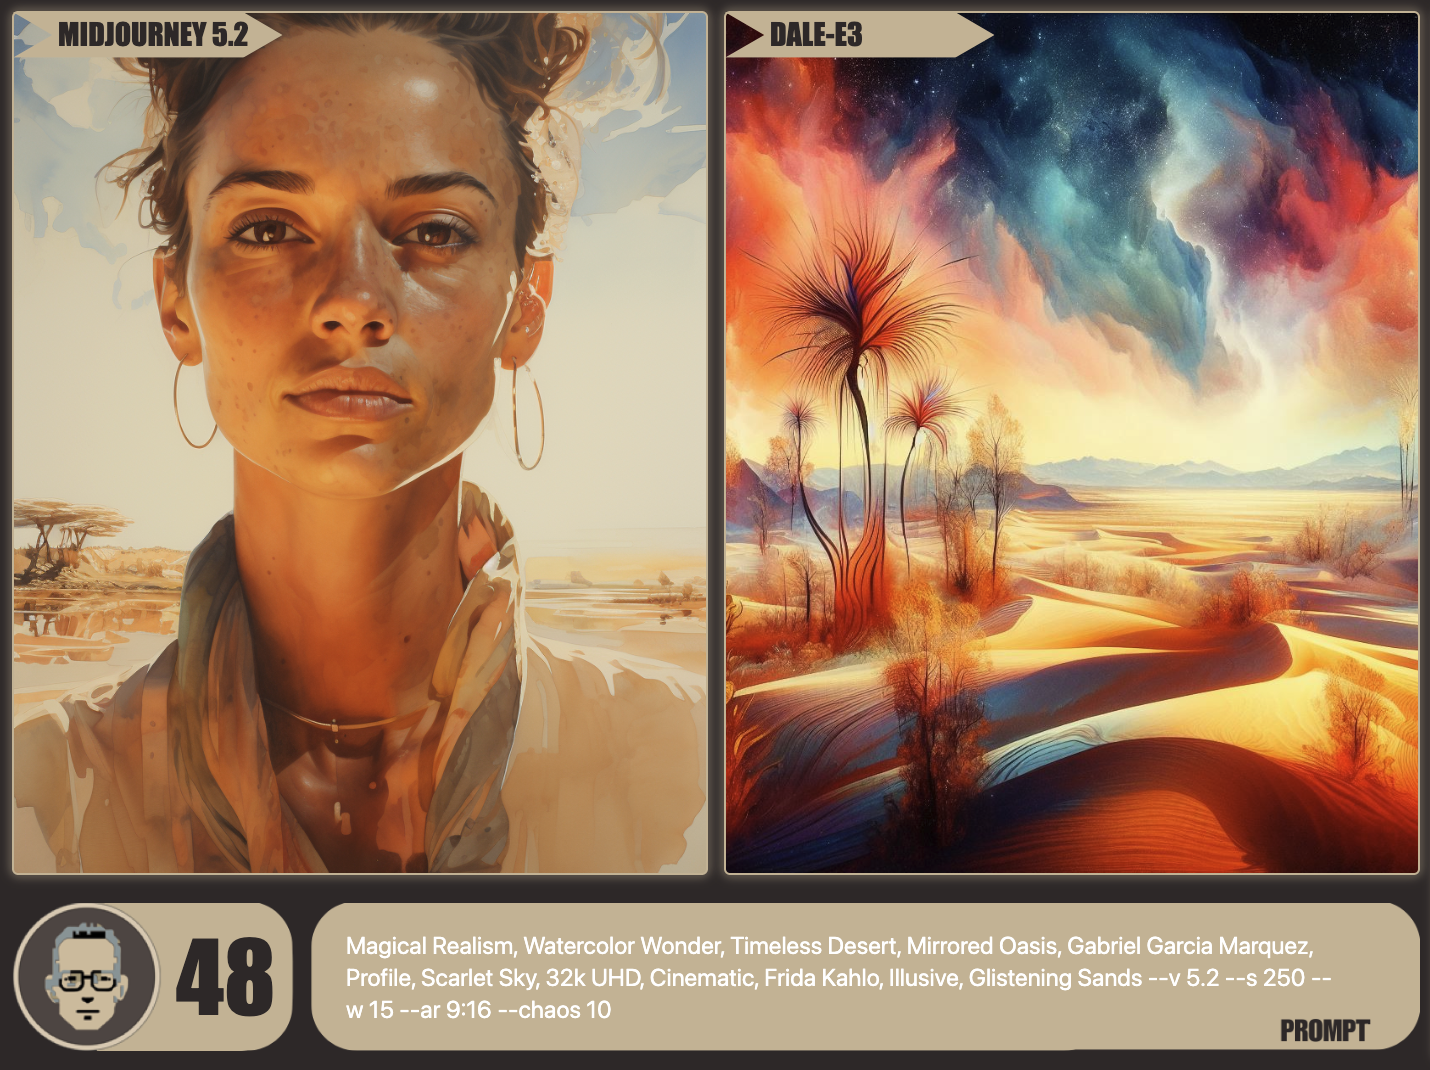 MIDJOURNEY 5.2
DALE-E3
48
Magical Realism, Watercolor Wonder, Timeless Desert, Mirrored Oasis, Gabriel Garcia Marquez,
Profile, Scarlet Sky, 32k UHD, Cinematic, Frida Kahlo, Illusive, Glistening Sands --v 5.2 --s 250 --
w 15 --ar 9:16 --chaos 10
PROMPT